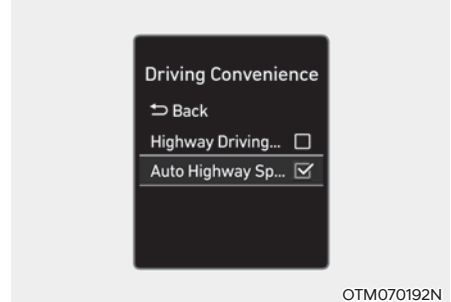 Driving Convenience
Back
Highway Driving...
Auto Highway Sp...
OTM070192N